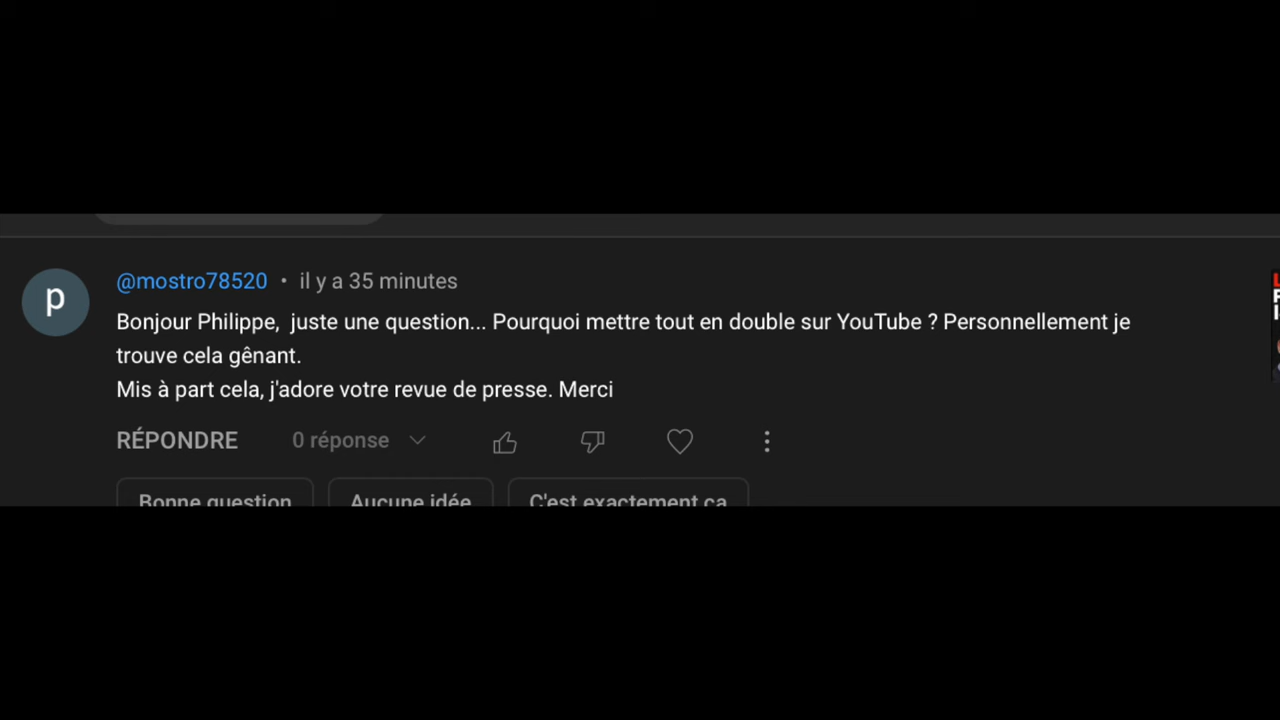 @mostro78520 • il y a 35 minutes
Bonjour Philippe,  juste une question... Pourquoi mettre tout en double sur YouTube ? Personnellement je
trouve cela gênant.
Mis à part cela, j'adore votre revue de presse. Merci
RÉPONDRE 0 réponse
Bonne question Aucune idée C'est exactement ça